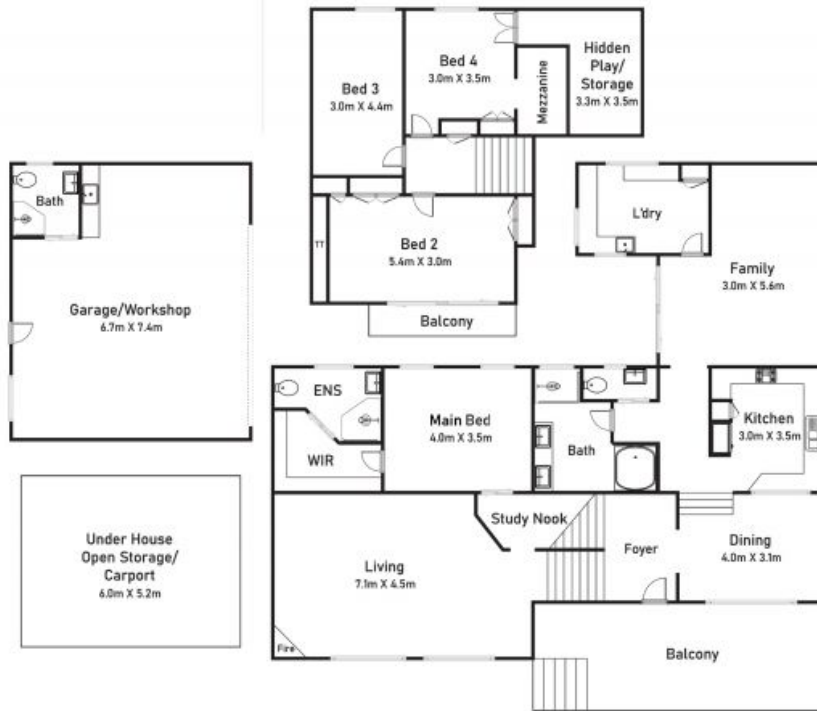 Bed 3
3.0m X 4.4m
Bed 4
3.0m X 3.5m
Mezzanine
Hidden
Play/
Storage
3.3m X 3.5m
Bath
Garage/Workshop
6.7m X 7.4m
TT
Bed 2
5.4m X 3.0m
Balcony
L'dry
Family
3.0m X 5.6m
ENS
WIR
Main Bed
4.0m X 3.5m
Bath
Kitchen
3.0m X 3.5m
Under House
Open Storage/
Carport
6.0m X 5.2m
Living
7.1m X 4.5m
Fire
Study Nook
Foyer
Dining
4.0m X 3.1m
Balcony